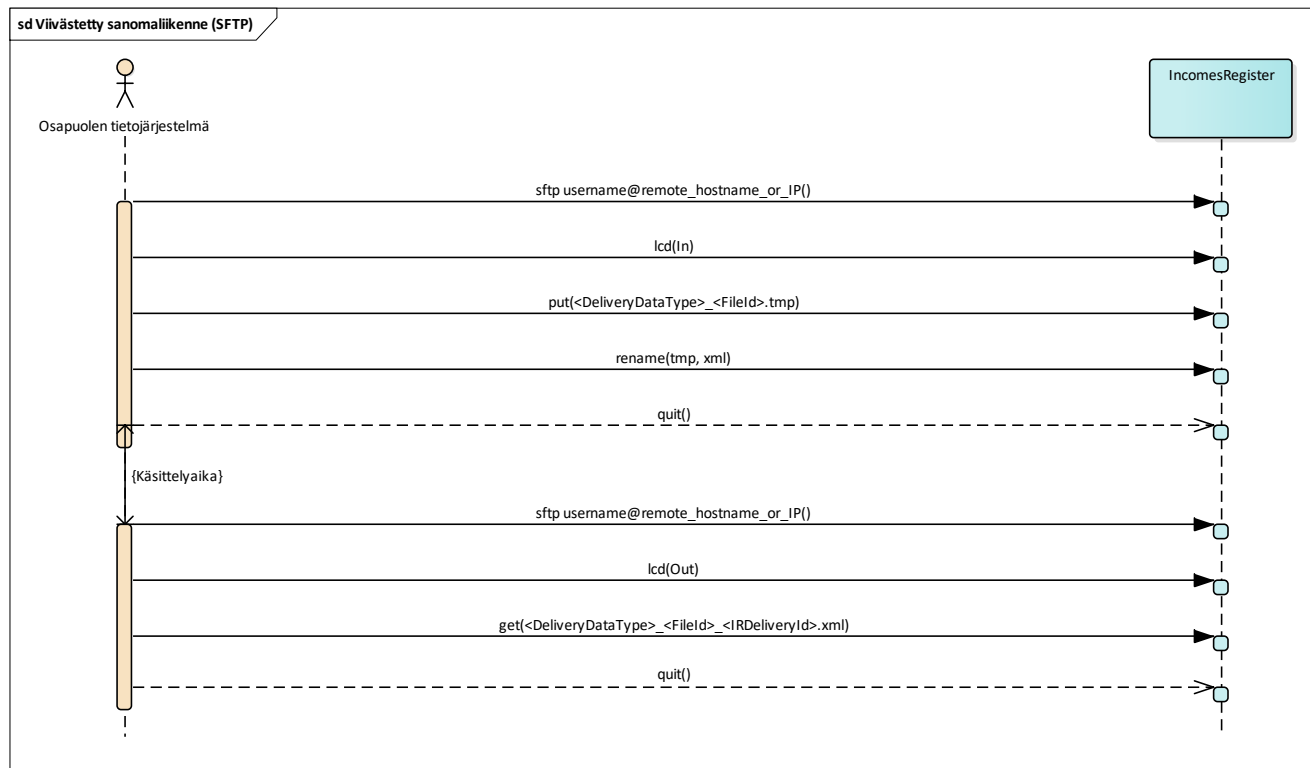 sd Viivästetty sanomaliikenne (SFTP)
IncomesRegister
Osapuolen tietojärjestelmä
sftp username@remote_hostname_or_IP()
lcd(In)
put(<DeliveryDataType>_<FileId>.tmp)
rename(tmp, xml)
quit()
{Käsittelyaika}
sftp username@remote_hostname_or_IP()
lcd(Out)
get(<DeliveryDataType>_<FileId>_<IRDeliveryId>.xml)
quit()